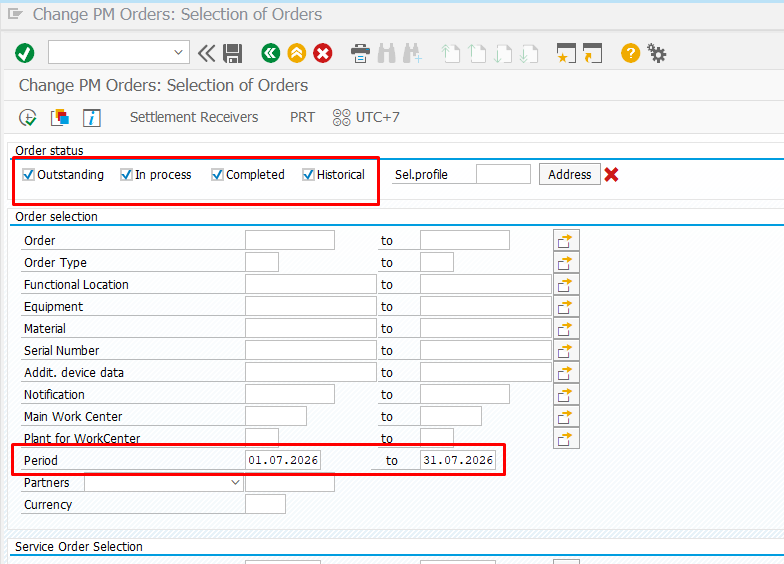 Change PM Orders: Selection of Orders
Change PM Orders: Selection of Orders
Settlement Receivers PRT UTC+7
Order status
Outstanding In process Completed Historical Sel.profile Address
Order selection
Order to
Order Type to
Functional Location to
Equipment to
Material to
Serial Number to
Addit. device data to
Notification to
Main Work Center to
Plant for WorkCenter to
Period 01.07.2026 to 31.07.2026
Partners
Currency
Service Order Selection